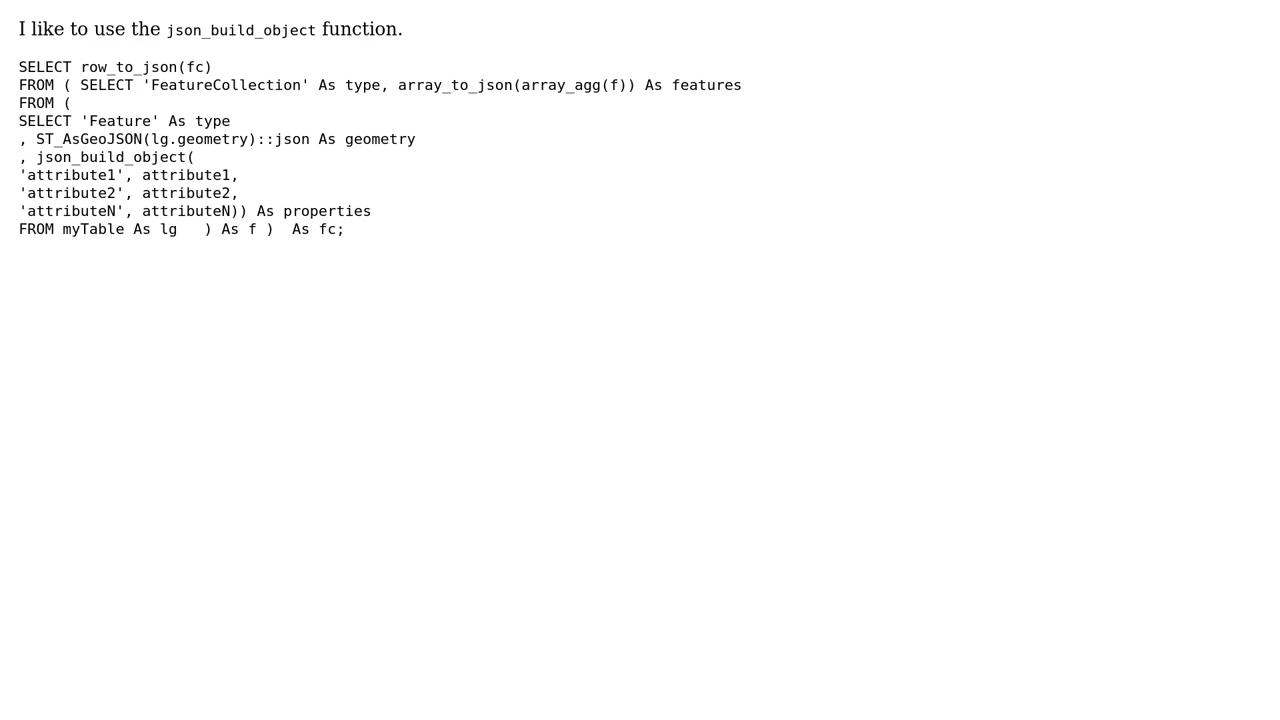 I like to use the json_build_object function.
SELECT row_to_json(fc)
FROM ( SELECT 'FeatureCollection' As type, array_to_json(array_agg(f)) As features
FROM (
SELECT 'Feature' As type
, ST_AsGeoJSON(lg.geometry)::json As geometry
, json_build_object(
'attribute1', attribute1,
'attribute2', attribute2,
'attributeN', attributeN)) As properties
FROM myTable As lg   ) As f )  As fc;